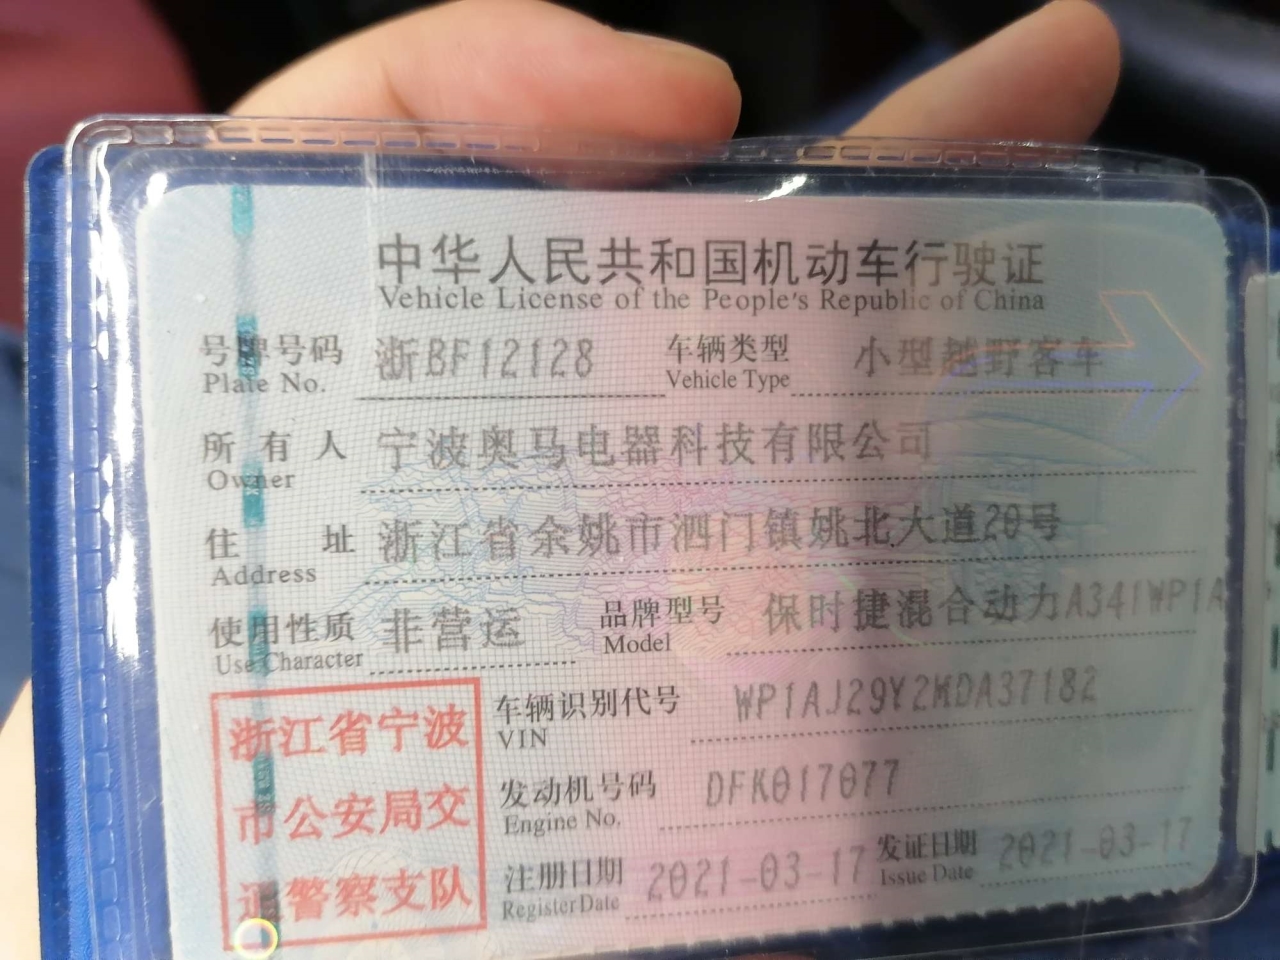 中华人民共和国机动车行驶证
Vehicle License of the People's Republic of China
号牌号码 浙BF12128 车辆类型 小型越野客车
Plate No. Vehicle Type
所有人 宁波奥马电器科技有限公司
Owner
住址 浙江省余姚市泗门镇姚北大道20号
Address
使用性质 非营运 品牌型号 保时捷混合动力A341WP1A
Use Character Model
浙江省宁波
市公安局交
通警察支队
车辆识别代号 WP1AJ29Y2MDA37182
VIN
发动机号码 DFK017077
Engine No.
注册日期 2021-03-17 发证日期 2021-03-17
Register Date Issue Date